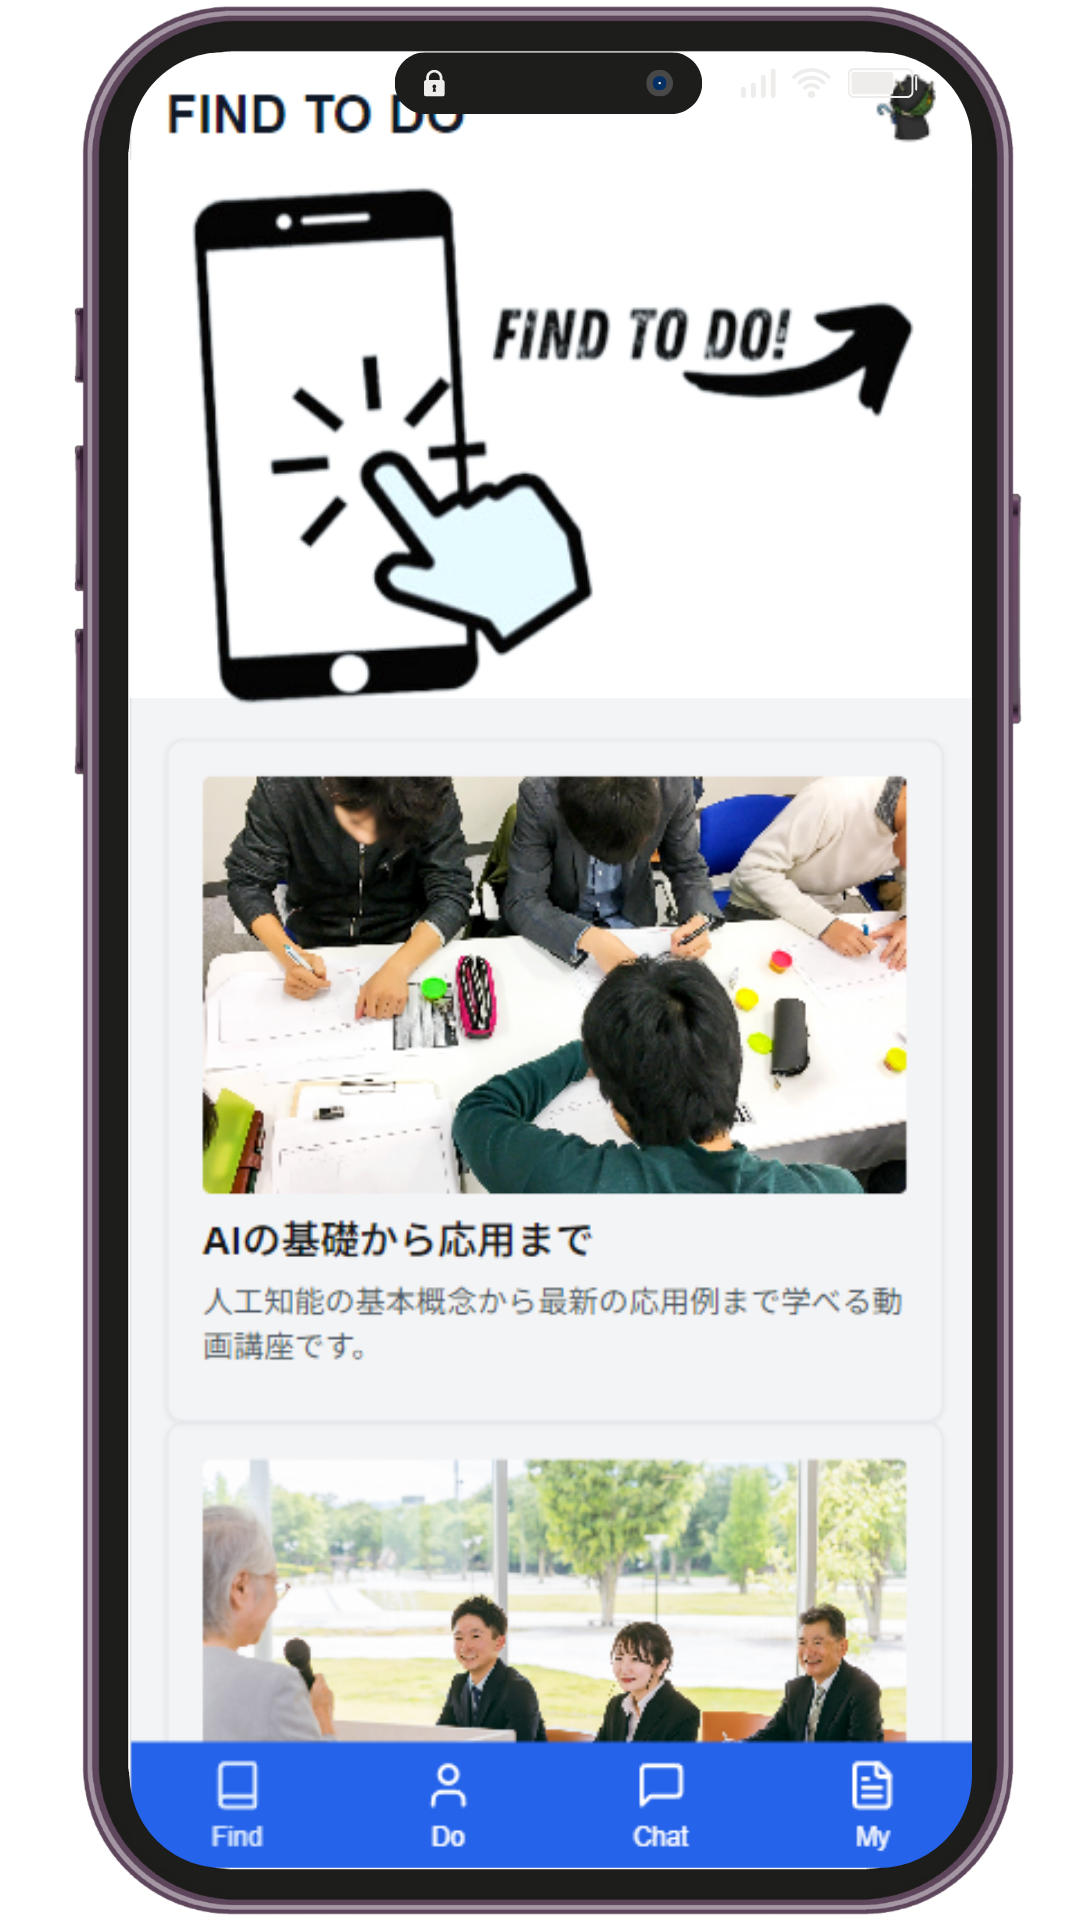 FIND TO DO
FIND TO DO!
AIの基礎から応用まで
人工知能の基本概念から最新の応用例まで学べる動
画講座です。
Find
Do
Chat
My